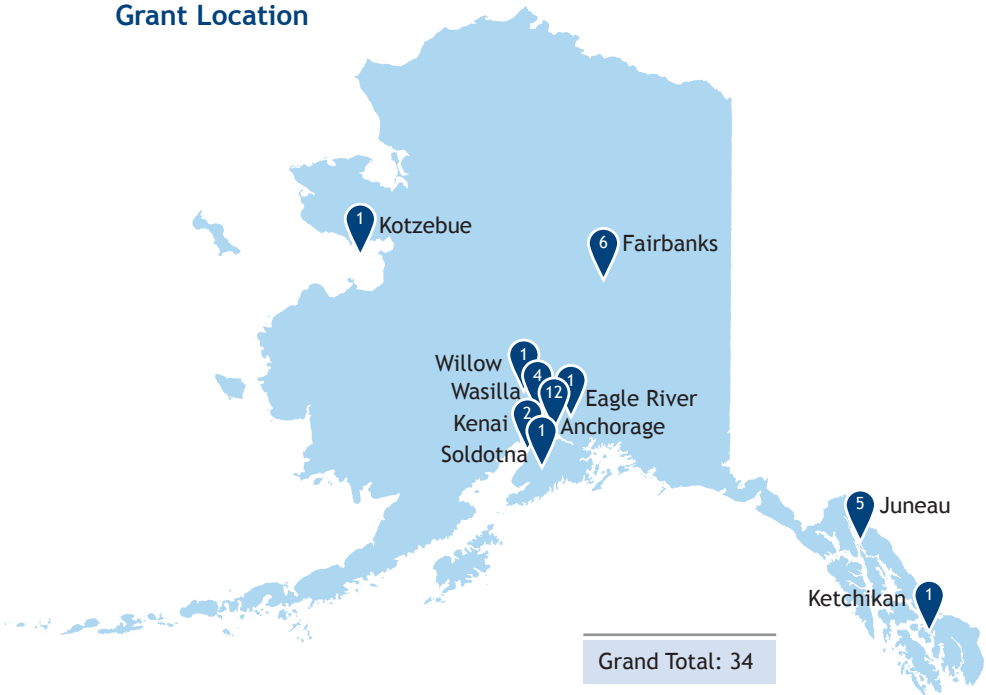 Grant Location
1
Kotzebue
6
Fairbanks
1
Willow
4
Wasilla
12
1
Eagle River
2
Kenai
Anchorage
1
Soldotna
5
Juneau
1
Ketchikan
Grand Total: 34